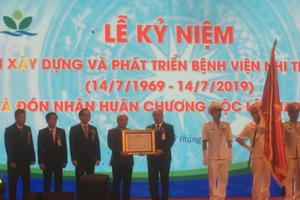 LỄ KỶ NIỆM
XÂY DỰNG VÀ PHÁT TRIỂN BỆNH VIỆN NHI
(14/7/1969 - 14/7/2019)
ĐÓN NHẬN HUÂN CHƯƠNG